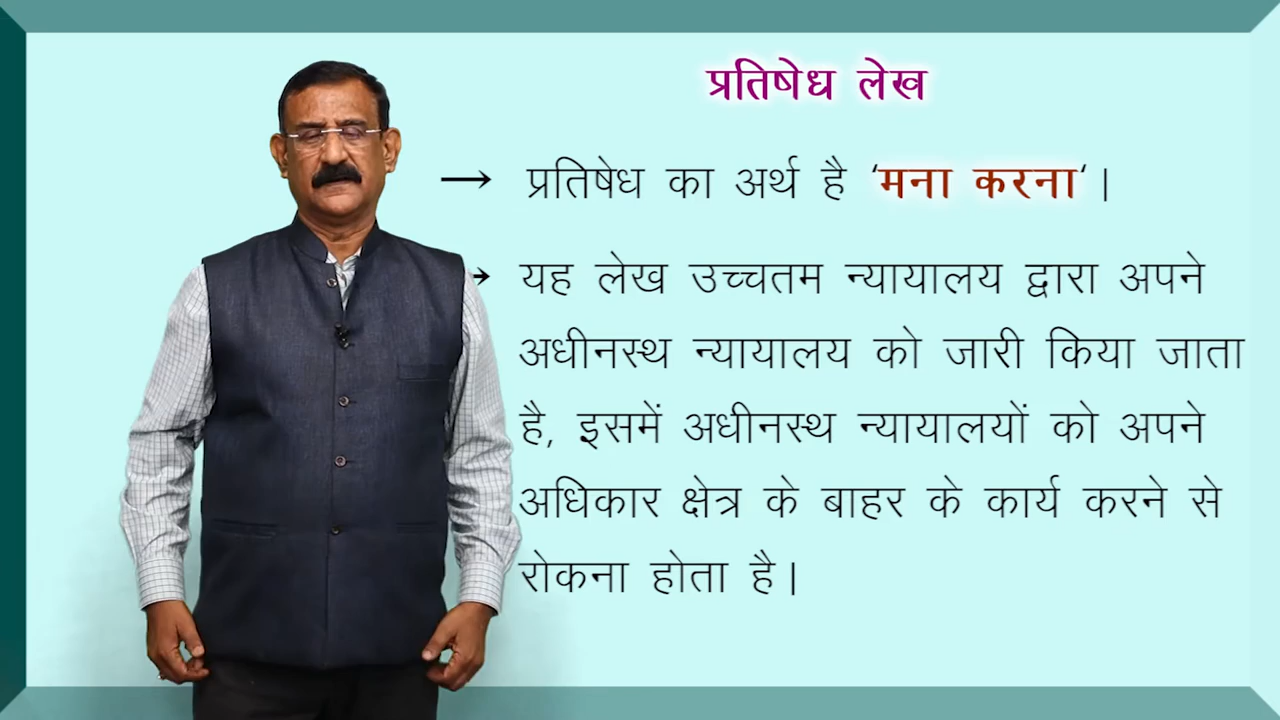 प्रतिषेध लेख
→ प्रतिषेध का अर्थ है ‘मना करना‘ |
→ यह लेख उच्चतम न्यायालय द्वारा अपने
अधीनस्थ न्यायालय को जारी किया जाता
है, इसमें अधीनस्थ न्यायालयों को अपने
अधिकार क्षेत्र के बाहर के कार्य करने से
रोकना होता है |